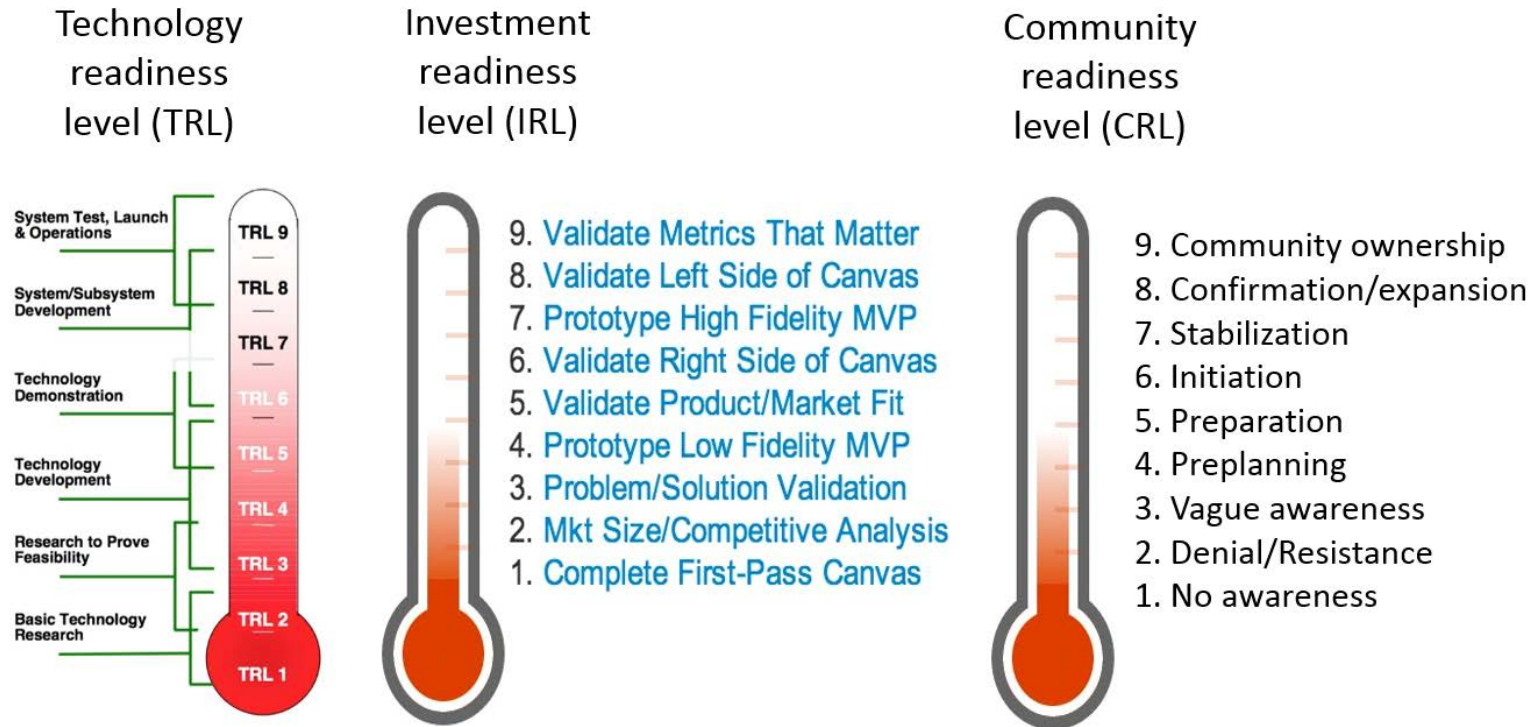 Technology
readiness
level (TRL)
Investment
readiness
level (IRL)
Community
readiness
level (CRL)
System Test, Launch
& Operations
System/Subsystem
Development
Technology
Demonstration
Technology
Development
Research to Prove
Feasibility
Basic Technology
Research
TRL 9
TRL 8
TRL 7
TRL 6
TRL 5
TRL 4
TRL 3
TRL 2
TRL 1
9. Validate Metrics That Matter
8. Validate Left Side of Canvas
7. Prototype High Fidelity MVP
6. Validate Right Side of Canvas
5. Validate Product/Market Fit
4. Prototype Low Fidelity MVP
3. Problem/Solution Validation
2. Mkt Size/Competitive Analysis
1. Complete First-Pass Canvas
9. Community ownership
8. Confirmation/expansion
7. Stabilization
6. Initiation
5. Preparation
4. Preplanning
3. Vague awareness
2. Denial/Resistance
1. No awareness